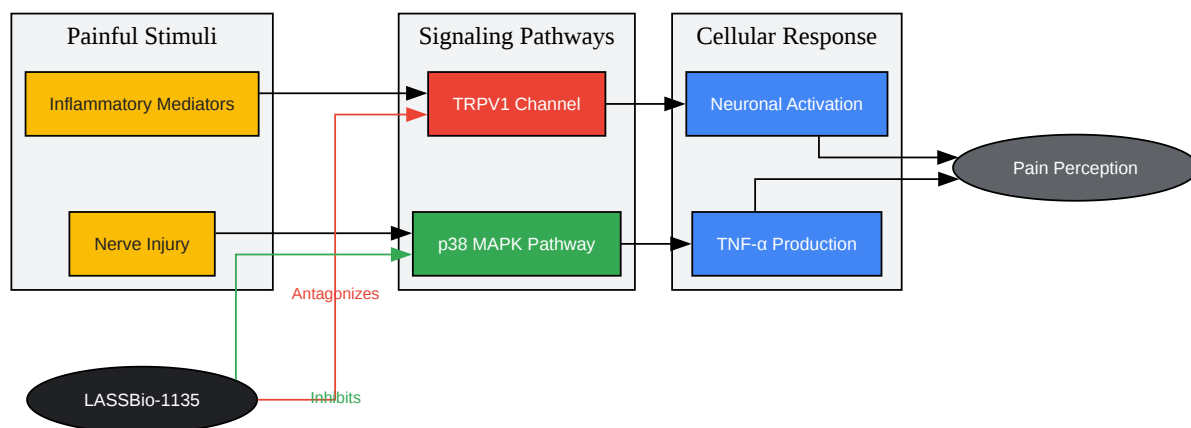 Painful Stimuli
Signaling Pathways
Cellular Response
Inflammatory Mediators
TRPV1 Channel
Neuronal Activation
Pain Perception
Nerve Injury
p38 MAPK Pathway
TNF-α Production
Antagonizes
Inhibits
LASSBio-1135